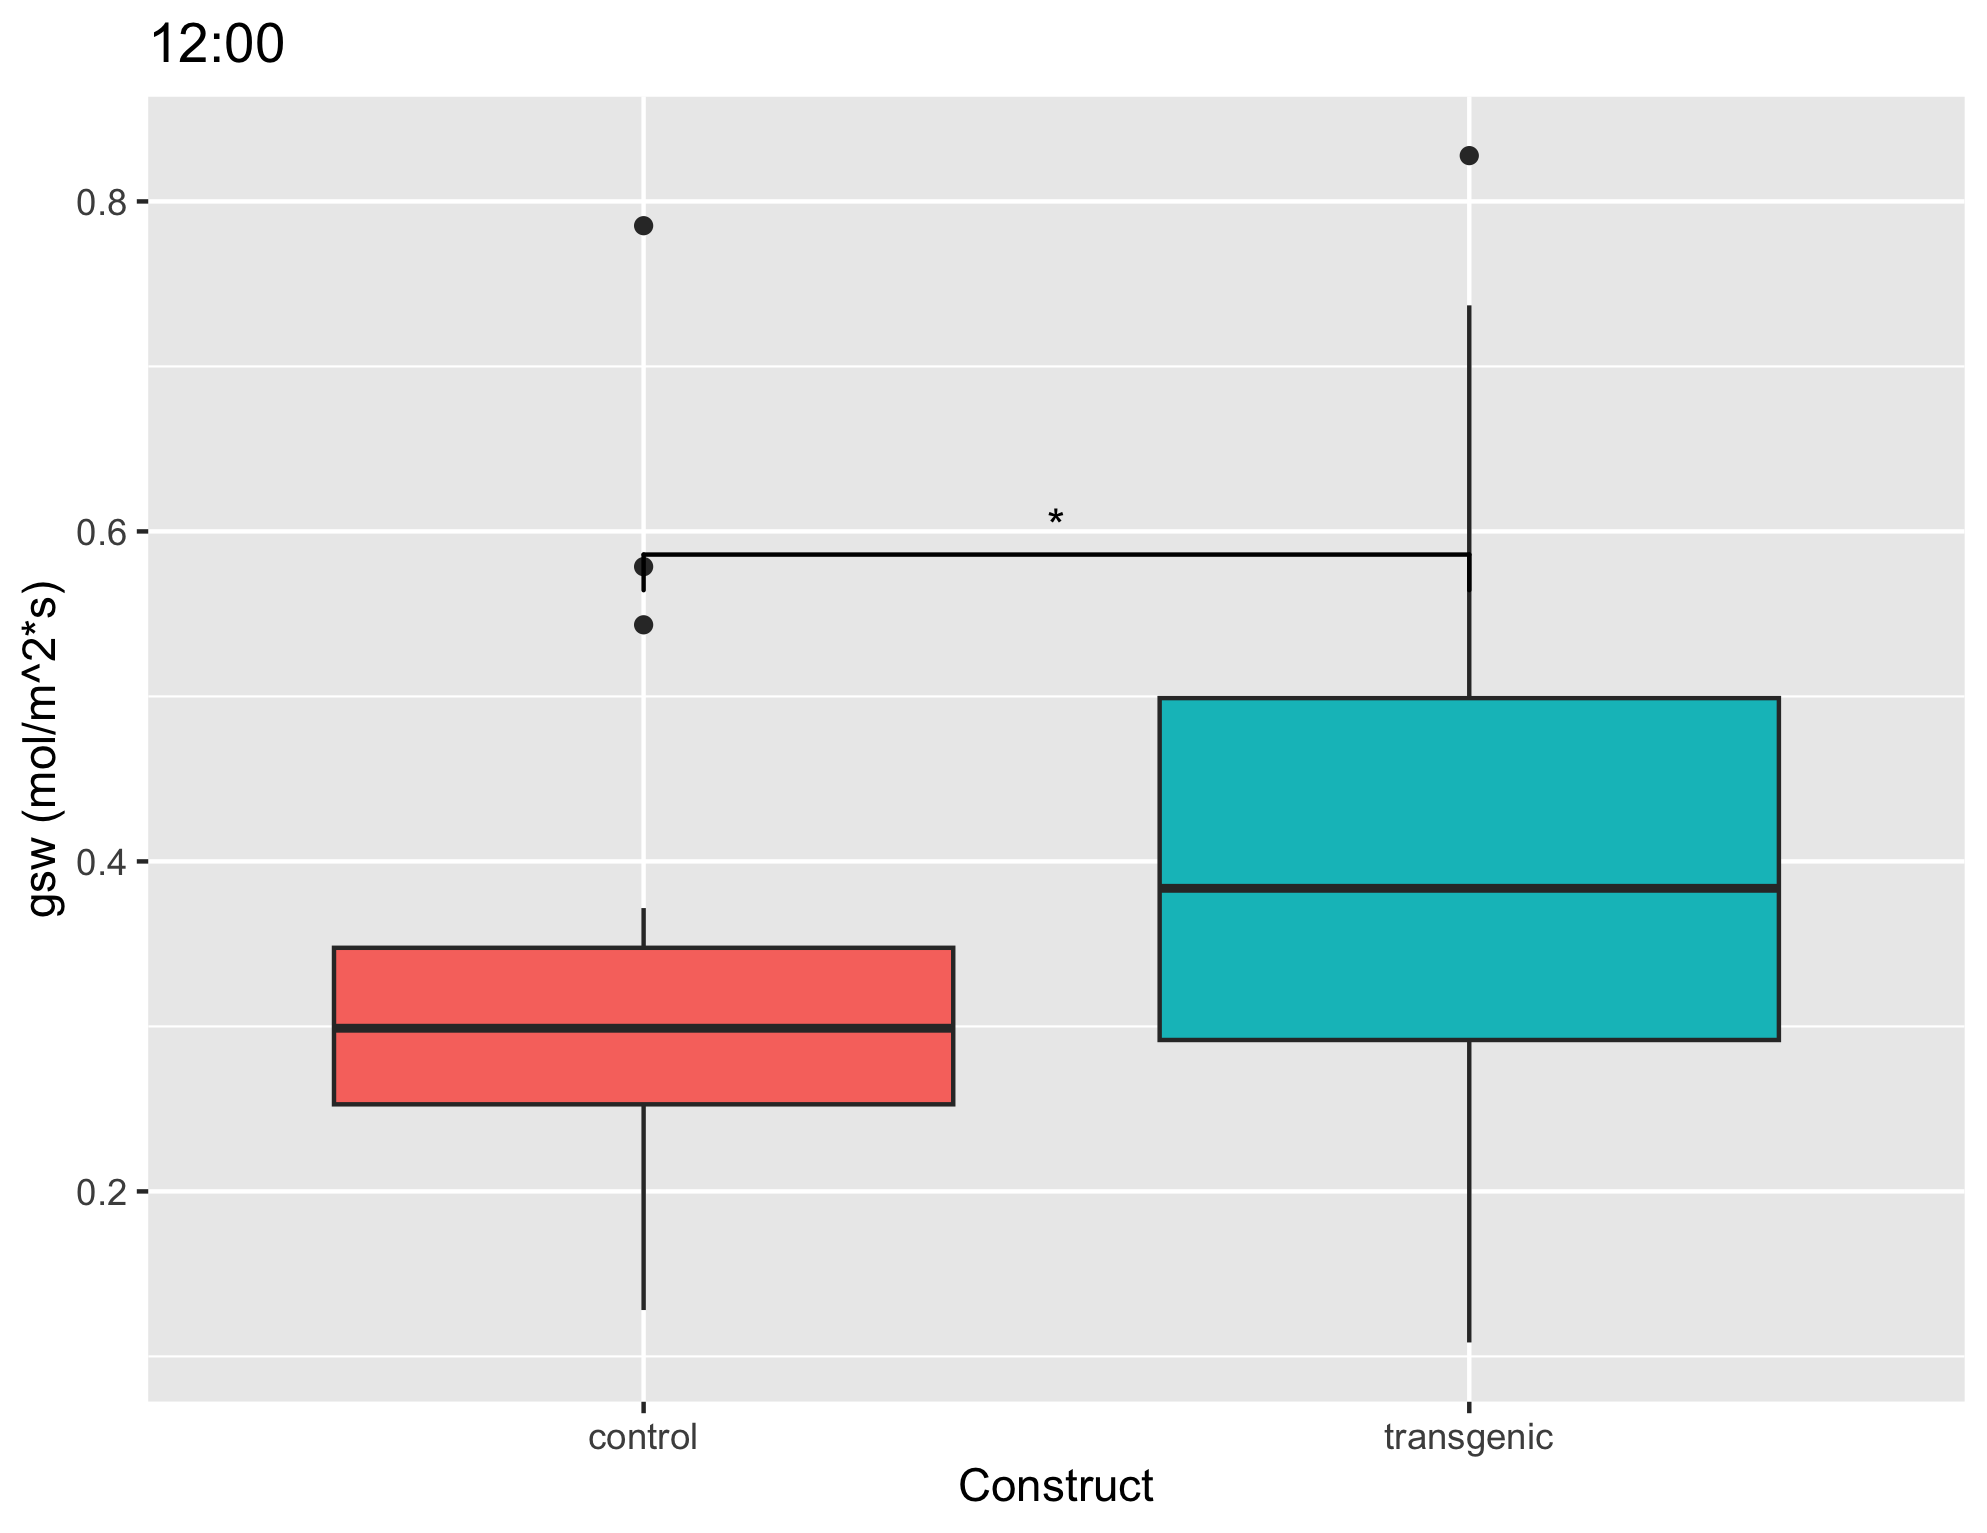 12:00
gsw (mol/m^2*s)
0.8
0.6
0.4
0.2
*
control
transgenic
Construct